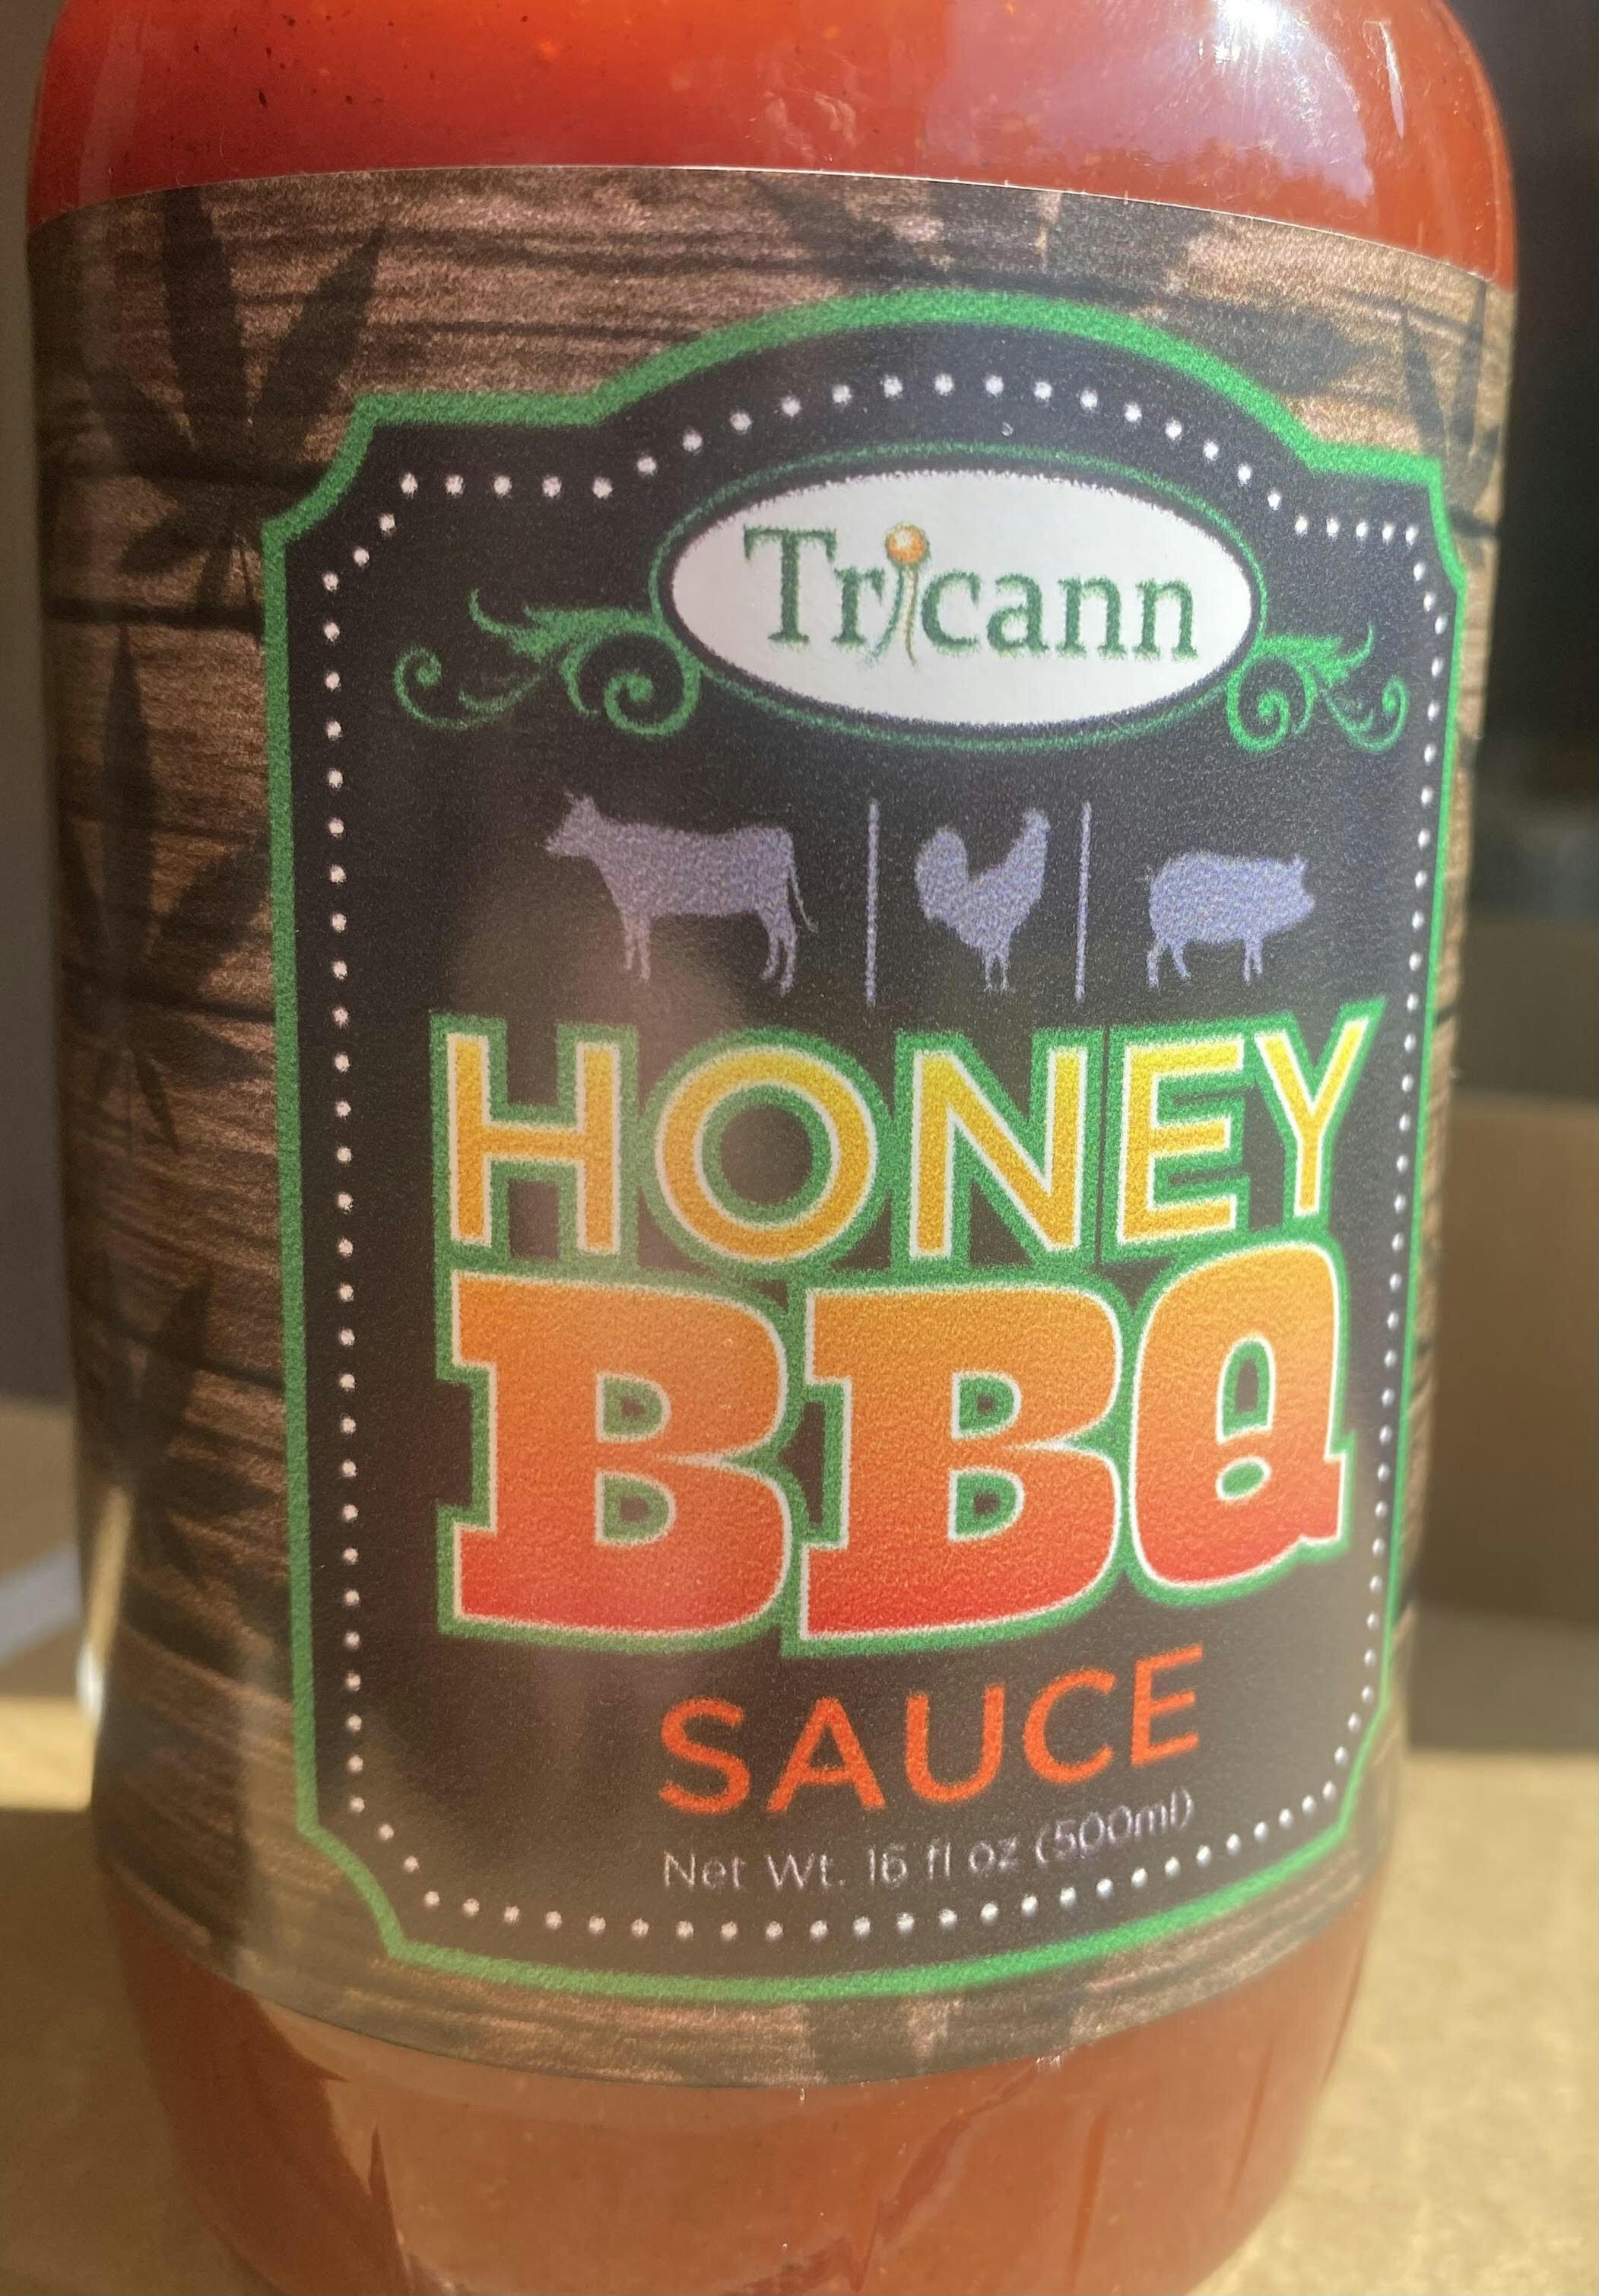 Tricann
HONEY
BBQ
SAUCE
Net Wt. 16 fl oz (500ml)